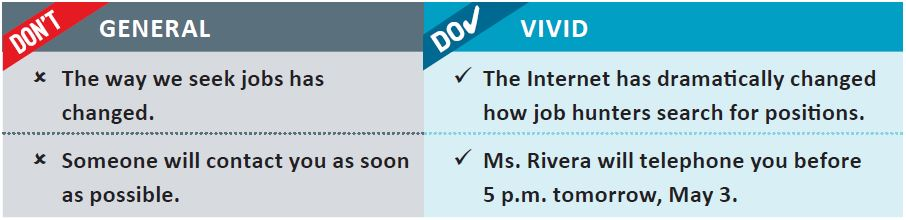 DON'T
GENERAL
DO✓
VIVID
× The way we seek jobs has
changed.
✓ The Internet has dramatically changed
how job hunters search for positions.
× Someone will contact you as soon
as possible.
✓ Ms. Rivera will telephone you before
5 p.m. tomorrow, May 3.